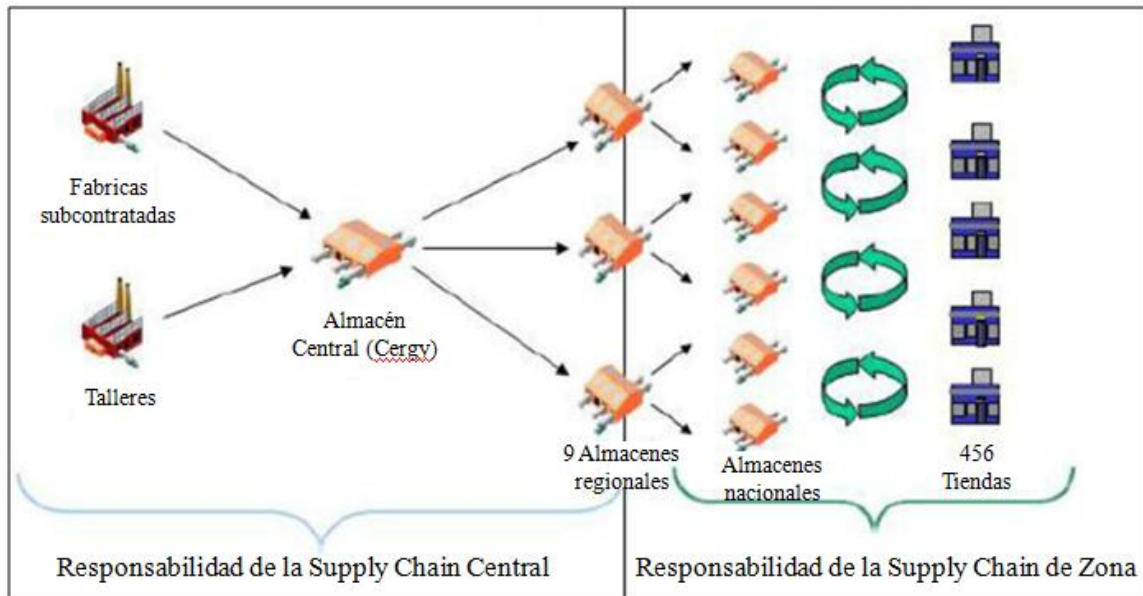 Fabricas
subcontratadas
Talleres
Almacén
Central (Cergy)
9 Almacenes
regionales
Almacenes
nacionales
456
Tiendas
Responsabilidad de la Supply Chain Central
Responsabilidad de la Supply Chain de Zona